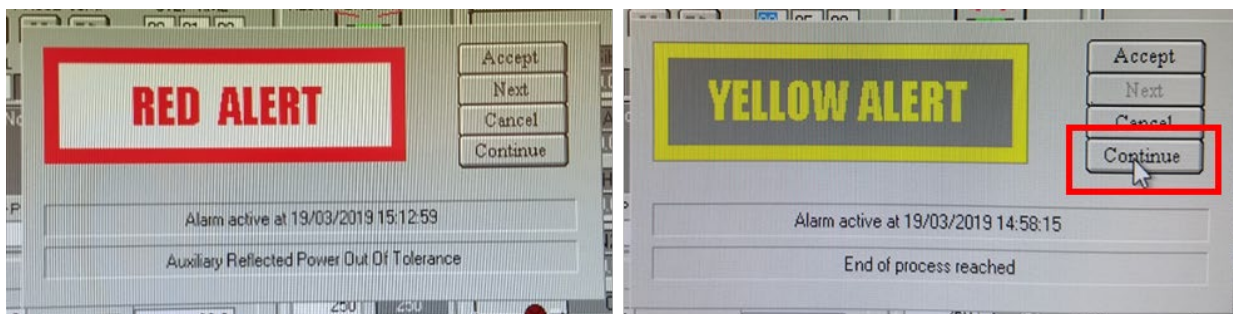 RED ALERT
Accept
Next
Cancel
Continue
Alarm active at 19/03/2019 15:12:59
Auxiliary Reflected Power Out Of Tolerance
250 250
YELLOW ALERT
Accept
Next
Cancel
Continue
Alarm active at 19/03/2019 14:58:15
End of process reached